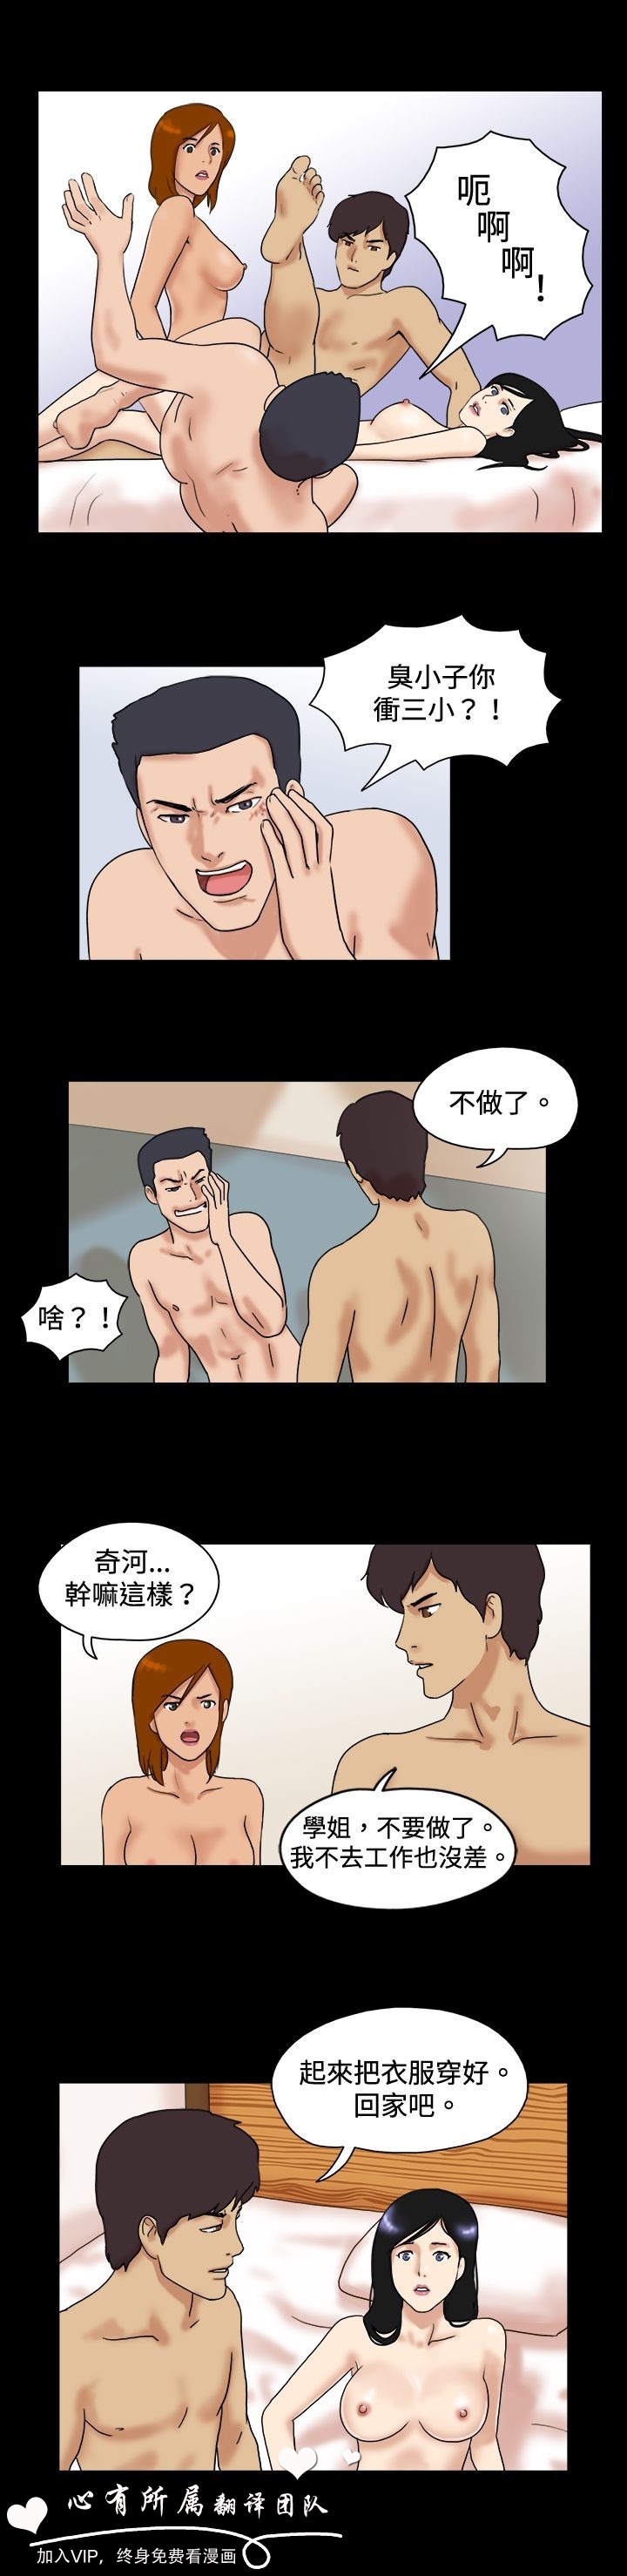 呃
啊
啊！
臭小子你
衝三小？！
不做了。
啥？！
奇河...
幹嘛這樣？
學姐，不要做了。
我不去工作也沒差。
起來把衣服穿好。
回家吧。
心有所属翻译团队
加入VIP，终身免费看漫画